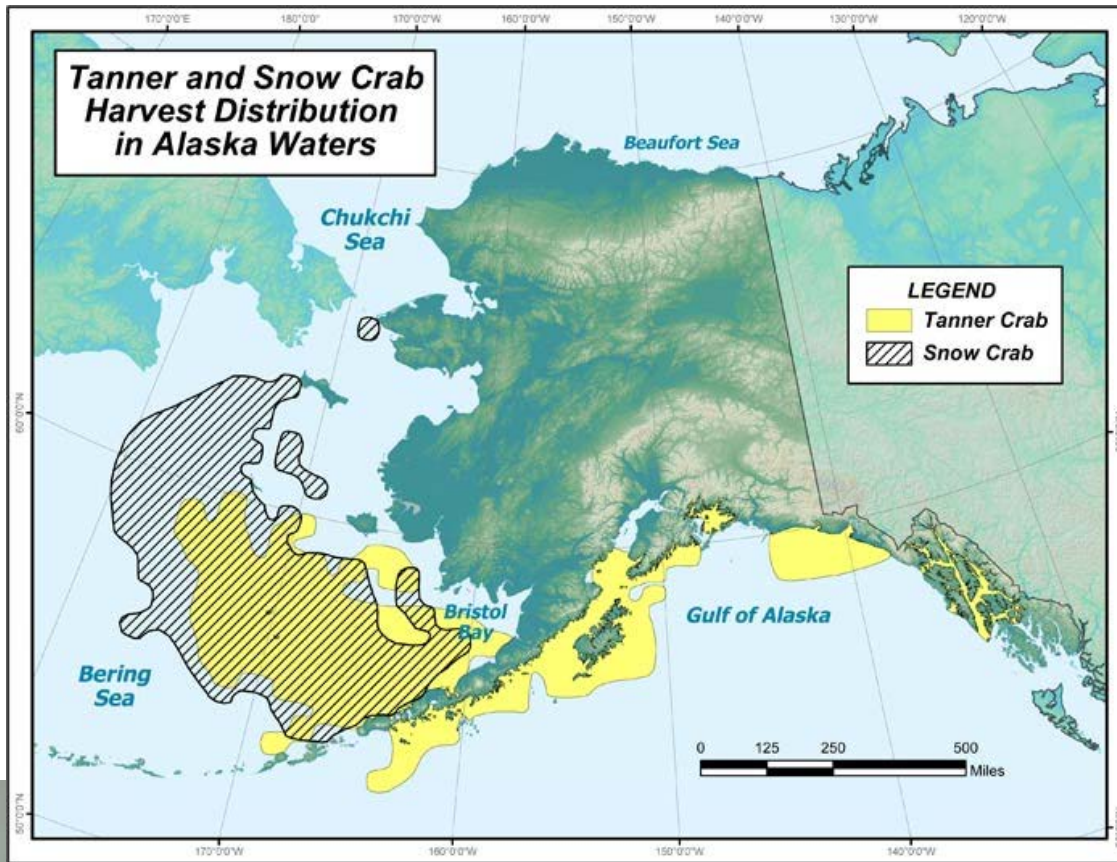 170°0'0"E
180°0'0"
170°0'0"W
160°0'0"W
150°0'0"W
140°0'0"W
130°0'0"W
120°0'0"W
Tanner and Snow Crab
Harvest Distribution
in Alaska Waters
Beaufort Sea
Chukchi
Sea
LEGEND
Tanner Crab
Snow Crab
60°0'0"N
Bristol
Bay
Gulf of Alaska
Bering
Sea
0 125 250 500
Miles
50°0'0"N
170°0'0"W
160°0'0"W
150°0'0"W
140°0'0"W